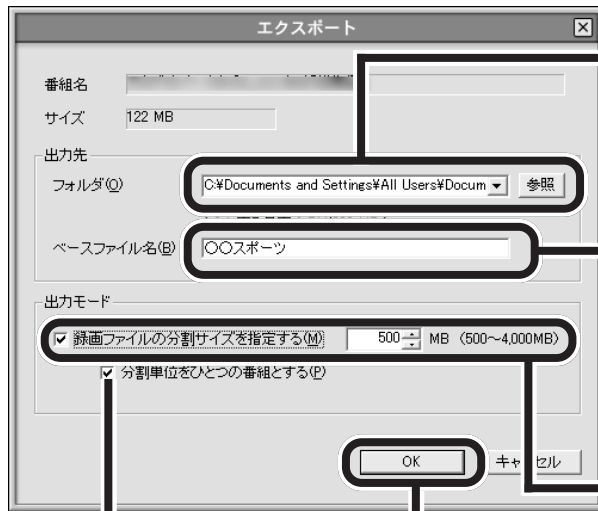 エクスポート
番組名
サイズ 122 MB
出力先
フォルダ(O) C:¥Documents and Settings¥All Users¥Docum 参照
ベースファイル名(B) 〇〇スポーツ
出力モード
録画ファイルの分割サイズを指定する(M) 500 MB (500～4,000MB)
分割単位をひとつの番組とする(P)
OK キャンセル